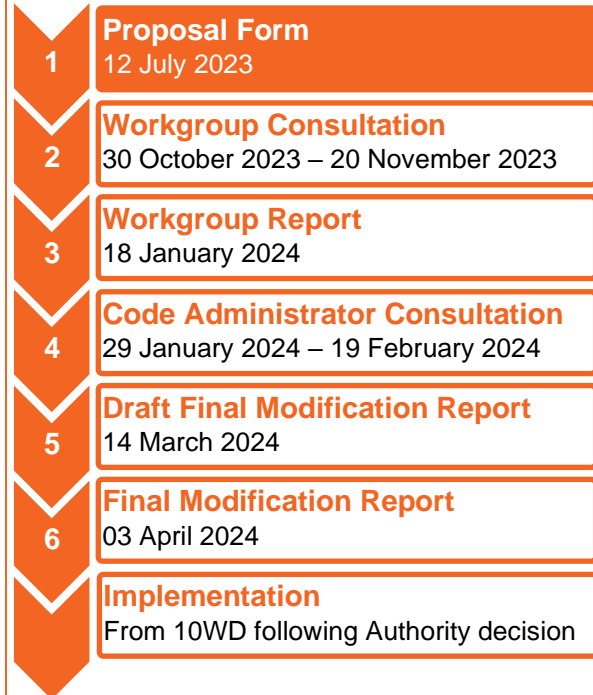 Proposal Form
1
12 July 2023
Workgroup Consultation
2
30 October 2023 – 20 November 2023
Workgroup Report
3
18 January 2024
Code Administrator Consultation
4
29 January 2024 – 19 February 2024
Draft Final Modification Report
5
14 March 2024
Final Modification Report
6
03 April 2024
Implementation
From 10WD following Authority decision